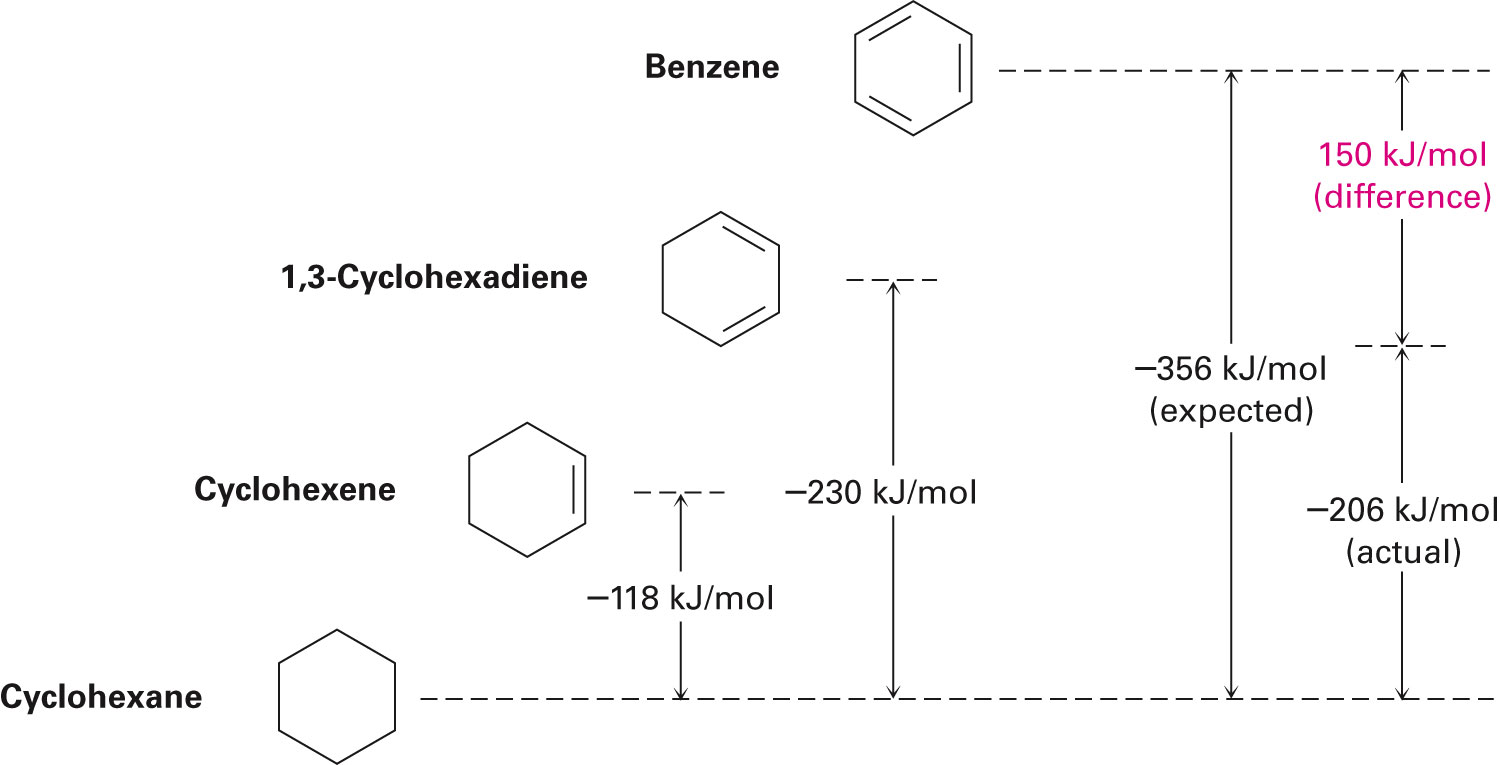 Benzene
150 kJ/mol
(difference)
1,3-Cyclohexadiene
–356 kJ/mol
(expected)
Cyclohexene
–230 kJ/mol
–206 kJ/mol
(actual)
–118 kJ/mol
Cyclohexane